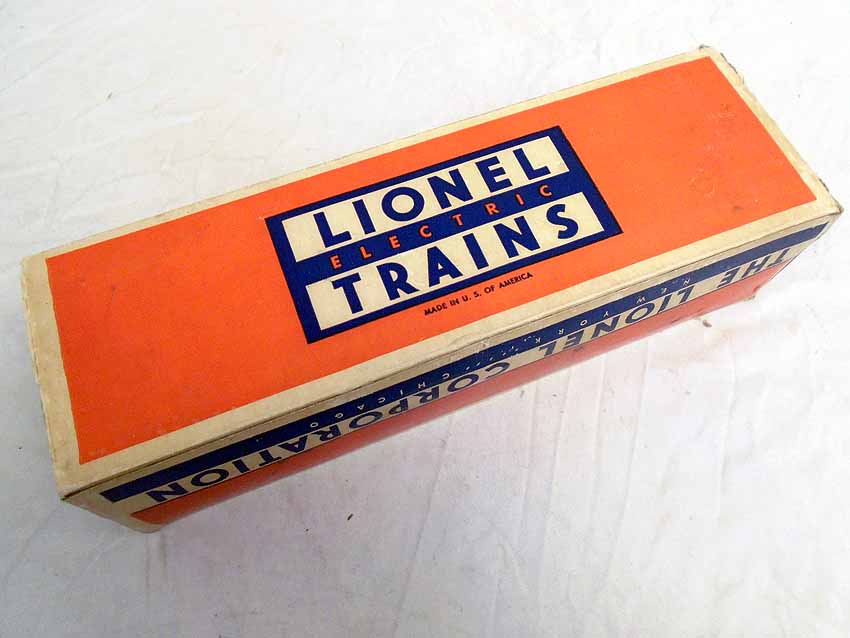 LIONEL
ELECTRIC
TRAINS
MADE IN U. S. OF AMERICA
THE LIONEL CORPORATION
NEW YORK CHICAGO